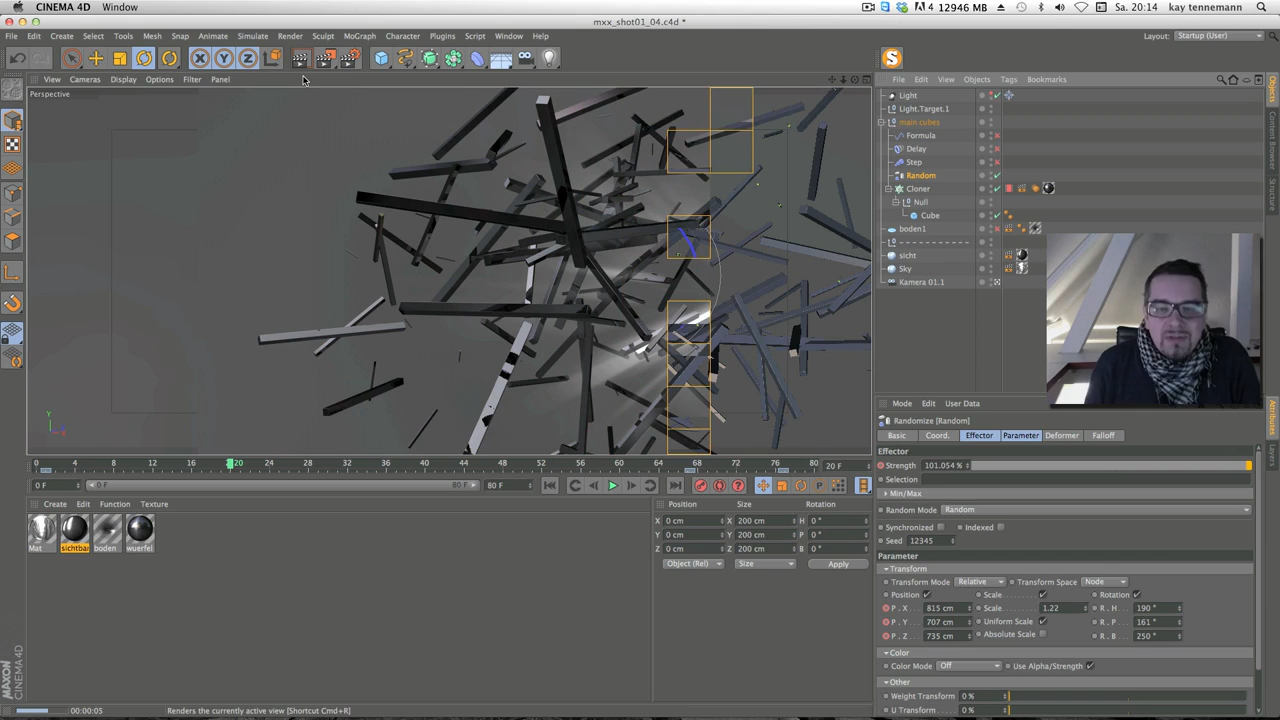 CINEMA 4D Window
4 12946 MB Sa. 20:14 kay tennemann
mxx_shot01_04.c4d *
File Edit Create Select Tools Mesh Snap Animate Simulate Render Sculpt MoGraph Character Plugins Script Window Help
Layout: Startup (User)
X Y Z
S
View Cameras Display Options Filter Panel
File Edit View Objects Tags Bookmarks
Perspective
Light
Light.Target.1
main cubes
Formula
Delay
Step
Random
Cloner
Null
Cube
boden1
sicht
Sky
Kamera 01.1
Objects
Content Browser
Structure
Y
Mode Edit User Data
Randomize [Random]
Basic Coord. Effector Parameter Deformer Falloff
Attributes
Layers
Effector
Strength 101.054 %
Selection
Min/Max
Random Mode Random
Synchronized Indexed
Seed 12345
Parameter
Transform
Transform Mode Relative Transform Space Node
Position Scale Rotation
P . X 815 cm Scale 1.22 R . H 190 °
P . Y 707 cm Uniform Scale R . P 161 °
P . Z 735 cm Absolute Scale R . B 250 °
Color
Color Mode Off Use Alpha/Strength
Other
Weight Transform 0 %
U Transform 0 %
0 4 8 12 16 20 24 28 32 36 40 44 48 52 56 60 64 68 72 76 80 20 F
0 F 0 F 80 F 80 F
P
Create Edit Function Texture
Mat sichtbar boden wuerfel
Position Size Rotation
X 0 cm X 200 cm H 0 °
Y 0 cm Y 200 cm P 0 °
Z 0 cm Z 200 cm B 0 °
Object (Rel) Size Apply
MAXON
CINEMA 4D
00:00:05 Renders the currently active view [Shortcut Cmd+R]